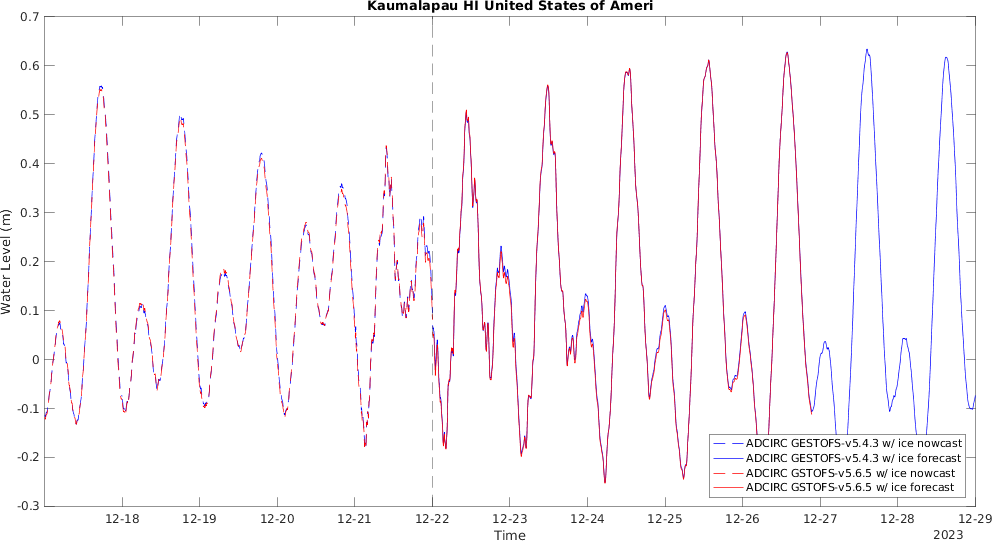 Kaumalapau HI United States of Ameri
0.7
0.6
0.5
0.4
0.3
0.2
0.1
0
-0.1
-0.2
-0.3
Water Level (m)
ADCIRC GESTOFS-v5.4.3 w/ ice nowcast
ADCIRC GESTOFS-v5.4.3 w/ ice forecast
ADCIRC GSTOFS-v5.6.5 w/ ice nowcast
ADCIRC GSTOFS-v5.6.5 w/ ice forecast
12-18 12-19 12-20 12-21 12-22 12-23 12-24 12-25 12-26 12-27 12-28 12-29
Time
2023